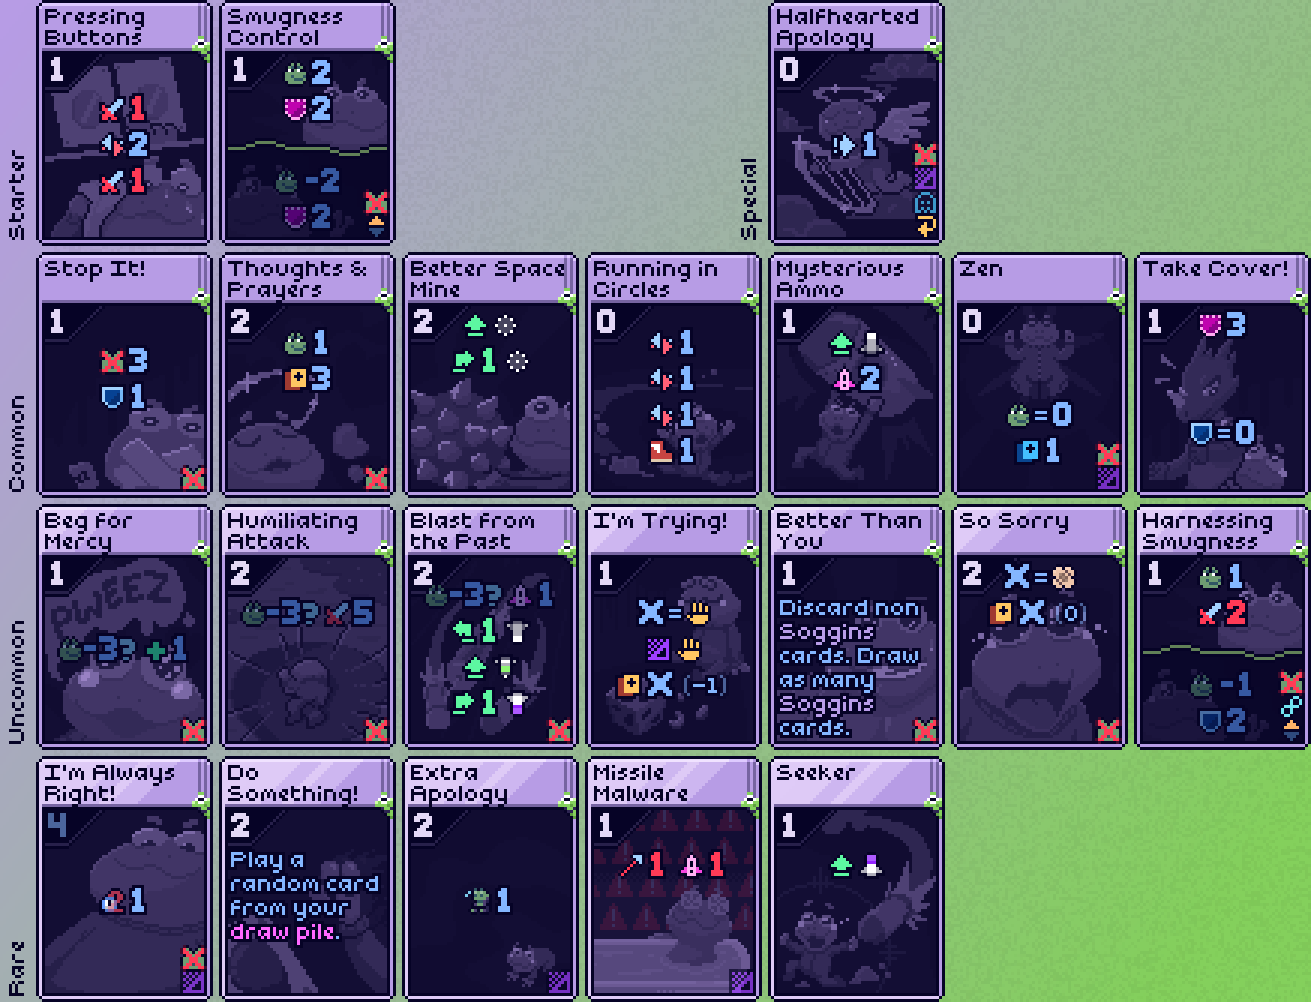 Starter
Pressing
Buttons
1
1
2
1
Smugness
Control
1
2
2
-2
2
Special
Halfhearted
Apology
0
1
Common
Stop It!
1
3
1
Thoughts &
Prayers
2
1
3
Better Space
Mine
2
1
Running in
Circles
0
1
1
1
1
Mysterious
Ammo
1
2
Zen
0
=0
1
Take Cover!
1
3
=0
Uncommon
Beg for
Mercy
1
PWEEZ
-3? +1
Humiliating
Attack
2
-3? 5
Blast from
the Past
2
-3? 1
1
1
I'm Trying!
1
X=
X (-1)
Better Than
You
1
Discard non
Soggins
cards. Draw
as many
Soggins
cards.
So Sorry
2
X=
X (0)
Harnessing
Smugness
1
1
2
-1
2
Rare
I'm Always
Right!
4
1
Do
Something!
2
Play a
random card
from your
draw pile.
Extra
Apology
2
1
Missile
Malware
1
1 1
Seeker
1